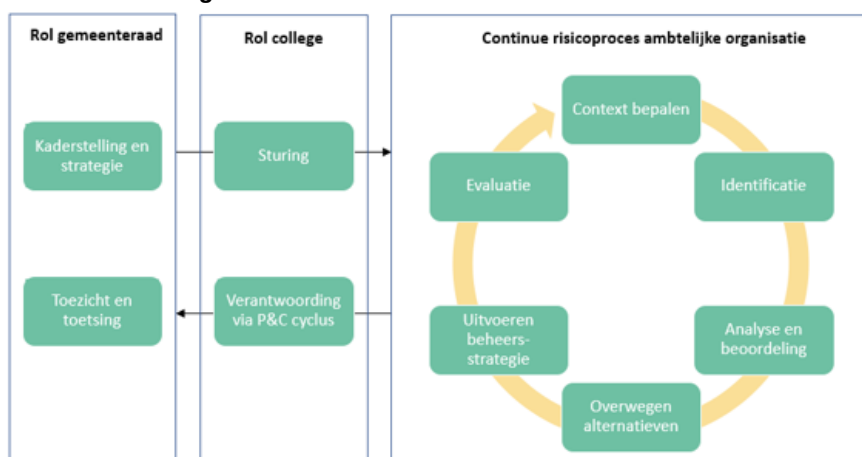 Rol gemeenteraad
Kaderstelling en
strategie
Toezicht en
toetsing
Rol college
Sturing
Verantwoording
via P&C cyclus
Continue risicoproces ambtelijke organisatie
Context bepalen
Identificatie
Analyse en
beoordeling
Overwegen
alternatieven
Uitvoeren
beheers-
strategie
Evaluatie